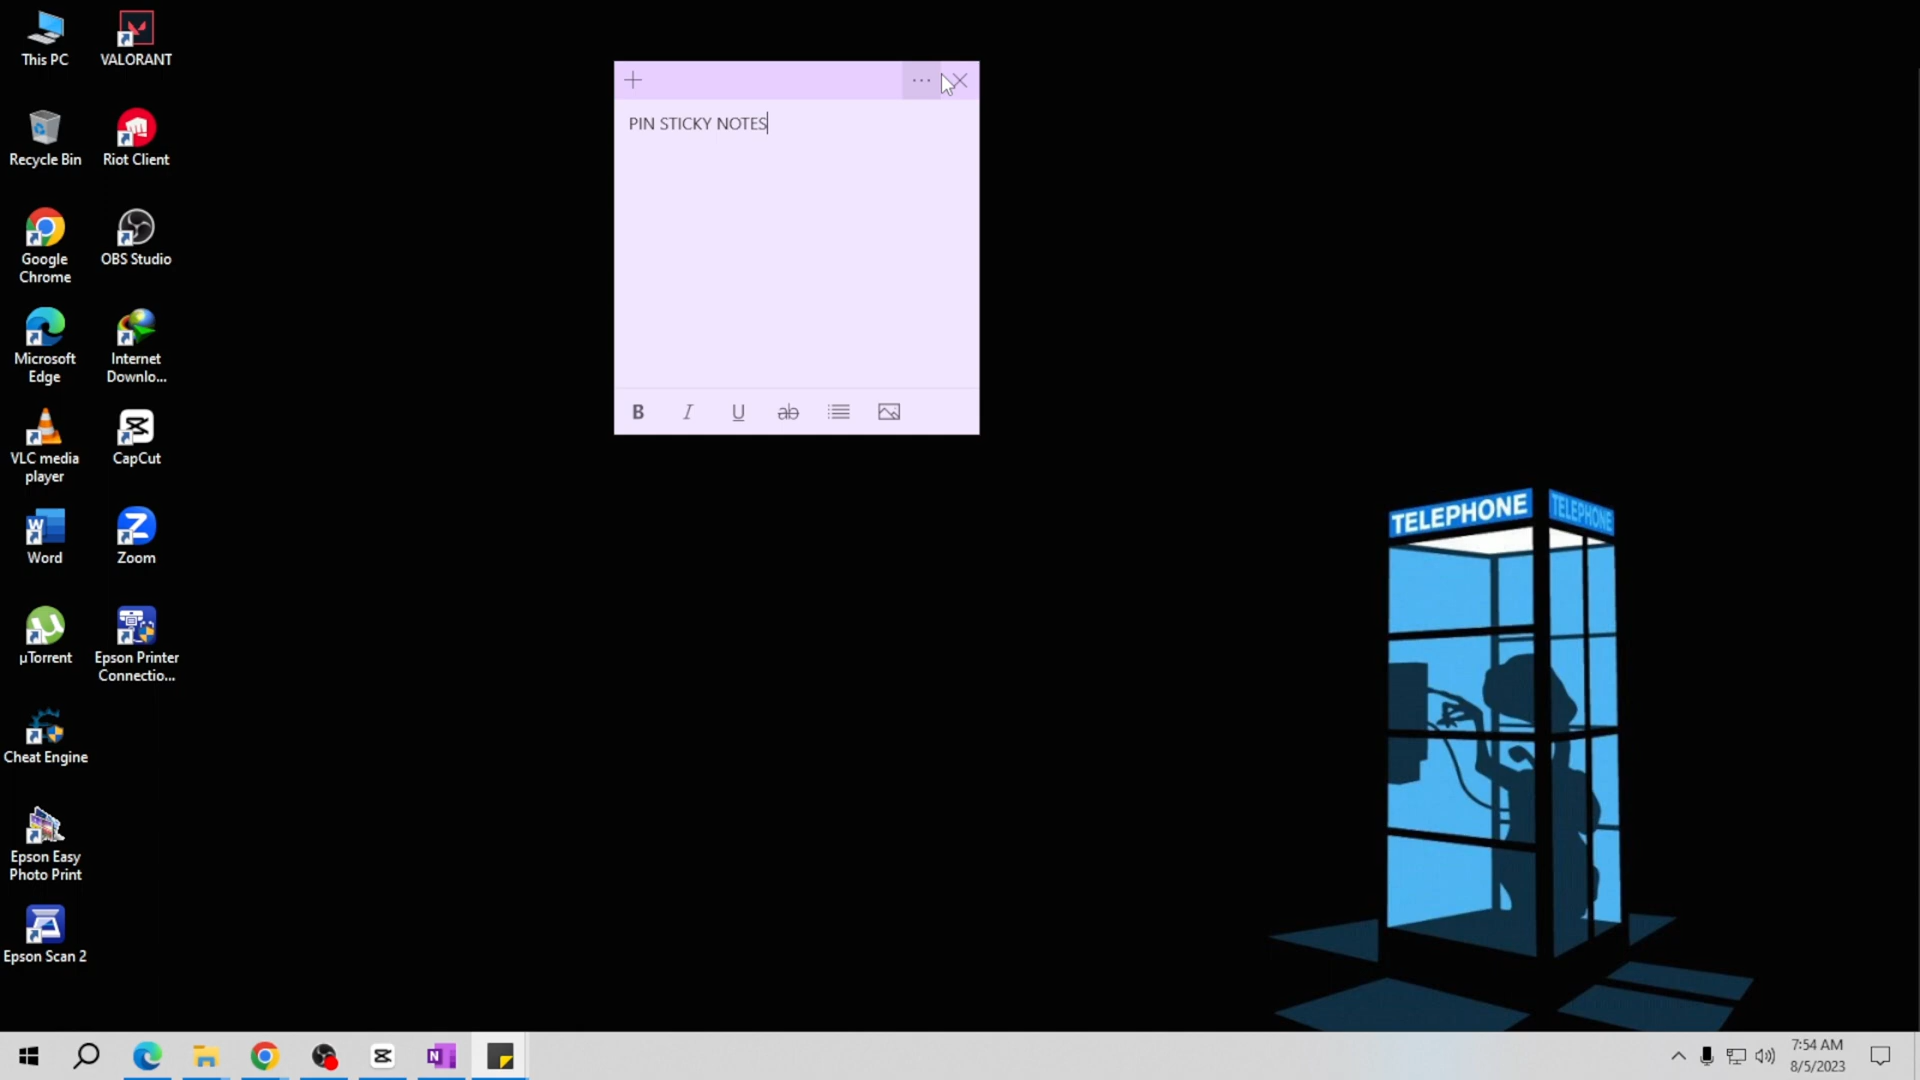 This PC
VALORANT
PIN STICKY NOTES
B I U ab
Recycle Bin
Riot Client
Google
Chrome
OBS Studio
Microsoft
Edge
Internet
Downlo...
VLC media
player
CapCut
Word
Zoom
µTorrent
Epson Printer
Connectio...
Cheat Engine
Epson Easy
Photo Print
Epson Scan 2
TELEPHONE
TELEPHONE
7:54 AM
8/5/2023